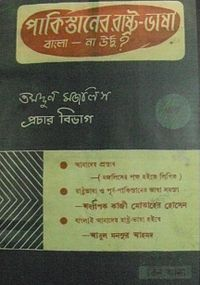 পাকিস্তানের রাষ্ট্র-ভাষা
বাংলা — না উর্দু?
তমদ্দুন মজলিস
প্রচার বিভাগ
আমাদের প্রস্তাব
—(মজলিসের পক্ষ হইতে লিখিত)
রাষ্ট্রভাষা ও পূর্ব-পাকিস্তানের ভাষা সমস্যা
—অধ্যাপক কাজী মোতাহের হোসেন
বাংলাই আমাদের রাষ্ট্র-ভাষা হইবে
—আবুল মনসুর আহমদ